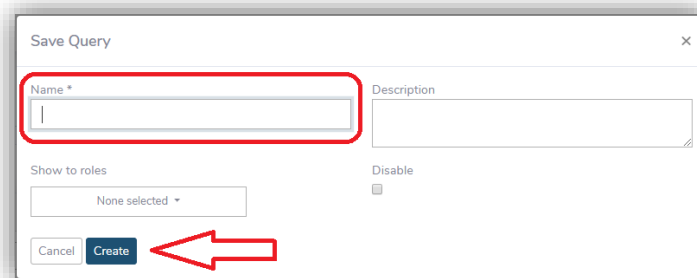 Save Query ×
Name * Description
Show to roles Disable
None selected
Cancel Create